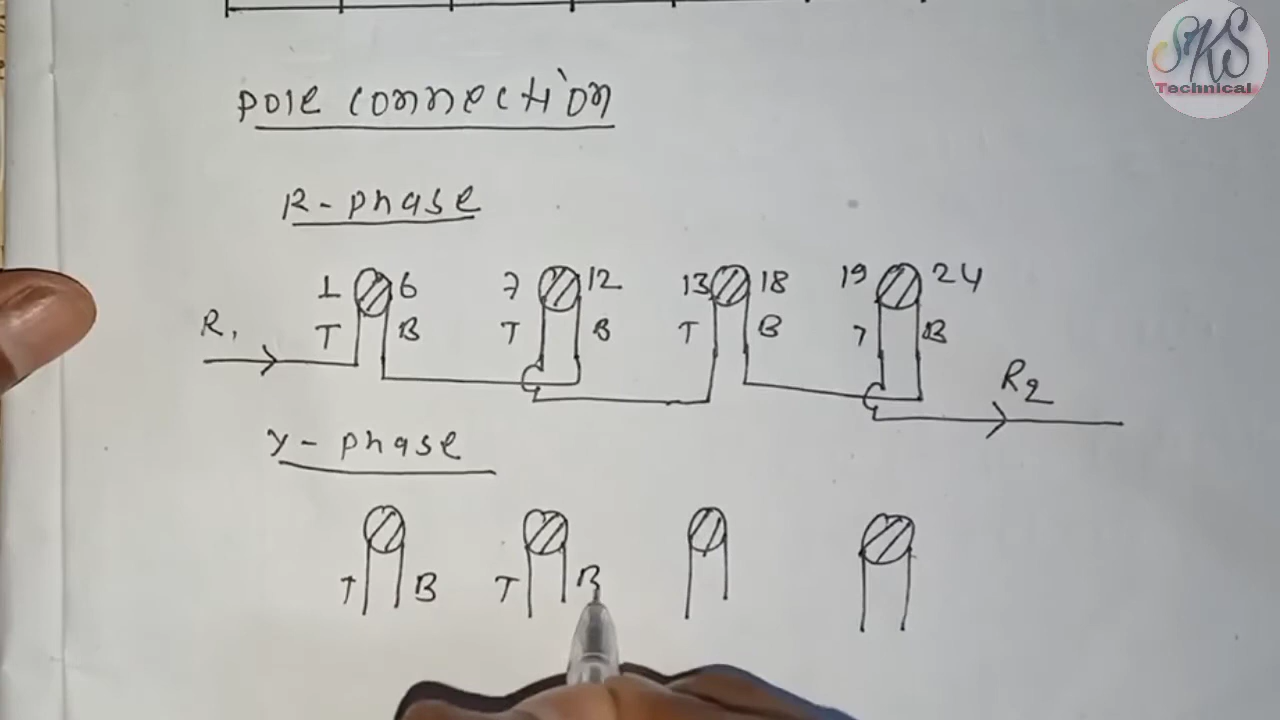 SKS
Technical
Pole connection
R-phase
1 6 7 12 13 18 19 24
R1 T B T B T B 7 B
R2
Y-phase
T B T B